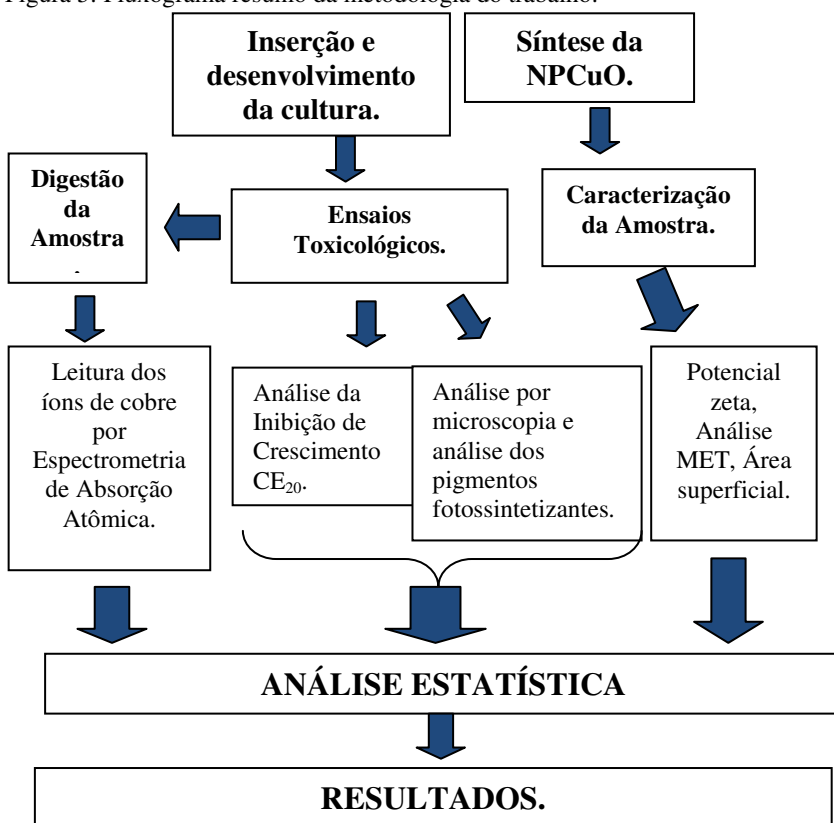 Figura 5. Fluxograma resumo da metodologia do trabalho.
Inserção e
desenvolvimento
da cultura.
Síntese da
NPCuO.
Digestão
da
Amostra
.
Ensaios
Toxicológicos.
Caracterização
da Amostra.
Leitura dos
íons de cobre
por
Espectrometria
de Absorção
Atômica.
Análise da
Inibição de
Crescimento
CE20.
Análise por
microscopia e
análise dos
pigmentos
fotossintetizantes.
Potencial
zeta,
Análise
MET, Área
superficial.
ANÁLISE ESTATÍSTICA
RESULTADOS.